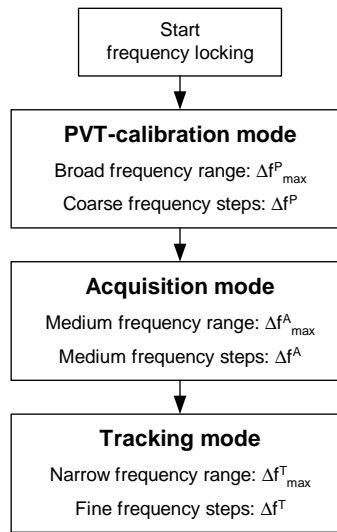 Start
frequency locking
PVT-calibration mode
Broad frequency range: Δf^P_max
Coarse frequency steps: Δf^P
Acquisition mode
Medium frequency range: Δf^A_max
Medium frequency steps: Δf^A
Tracking mode
Narrow frequency range: Δf^T_max
Fine frequency steps: Δf^T